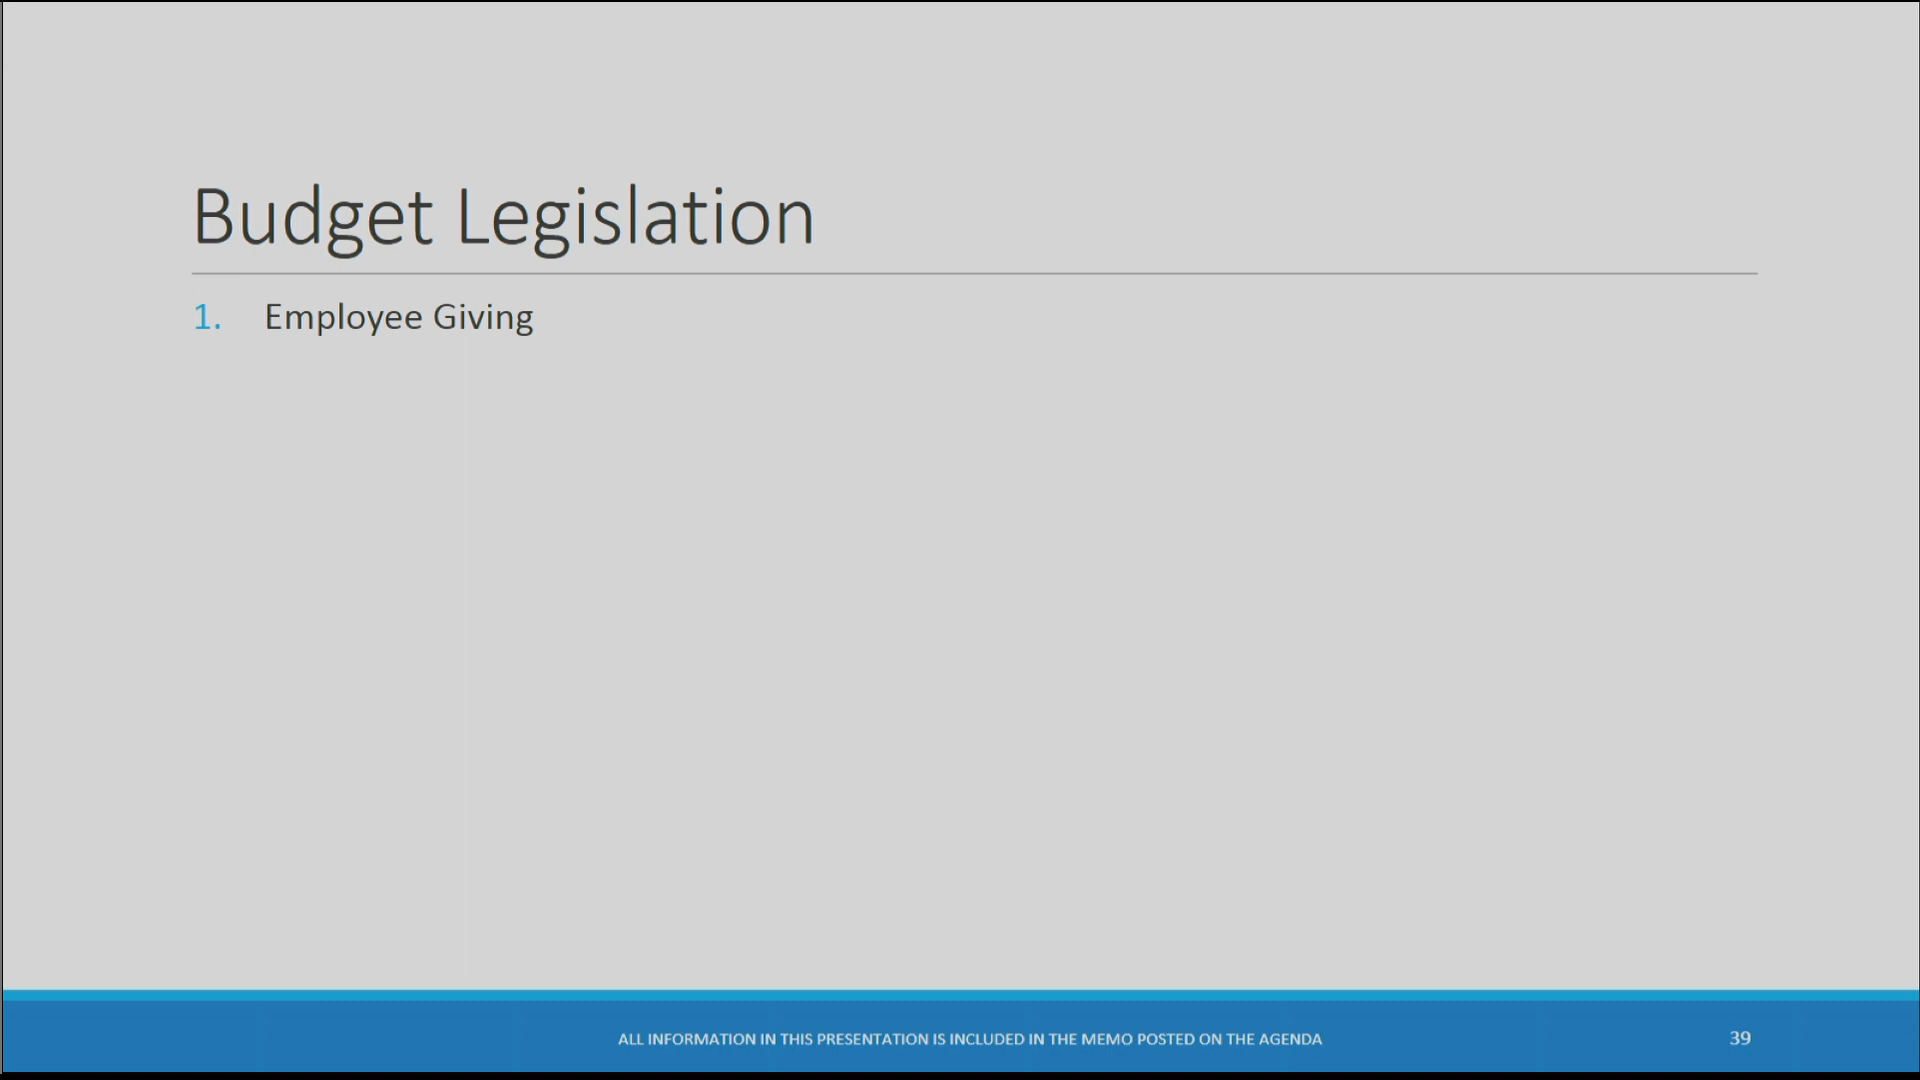 Budget Legislation
1. Employee Giving
ALL INFORMATION IN THIS PRESENTATION IS INCLUDED IN THE MEMO POSTED ON THE AGENDA
39